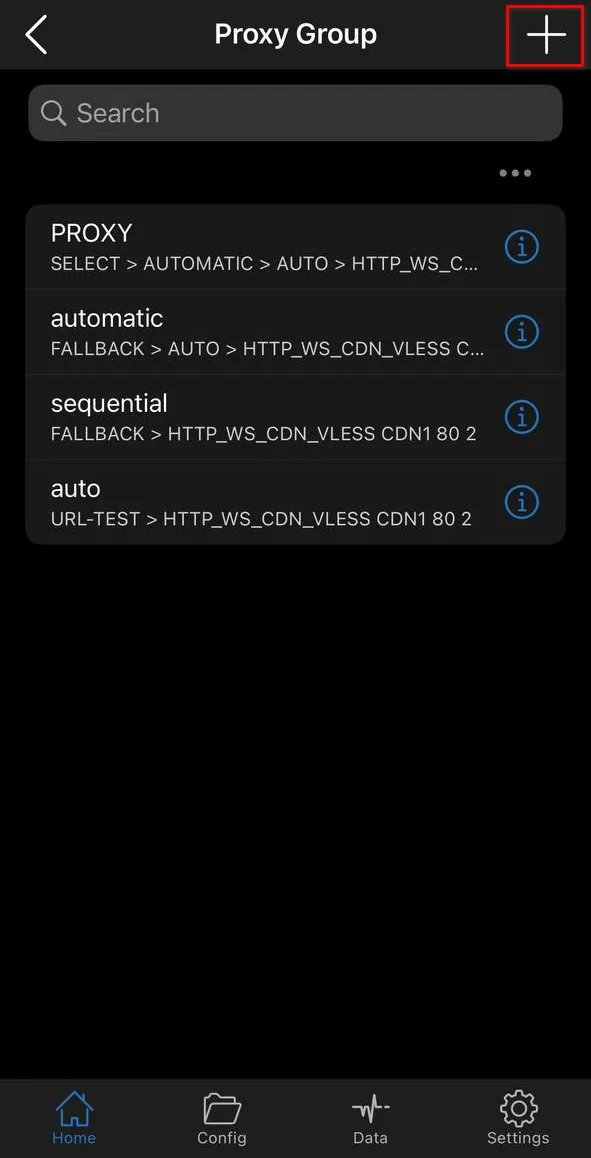 Proxy Group
Search
PROXY
SELECT > AUTOMATIC > AUTO > HTTP_WS_C...
automatic
FALLBACK > AUTO > HTTP_WS_CDN_VLESS C...
sequential
FALLBACK > HTTP_WS_CDN_VLESS CDN1 80 2
auto
URL-TEST > HTTP_WS_CDN_VLESS CDN1 80 2
Home Config Data Settings